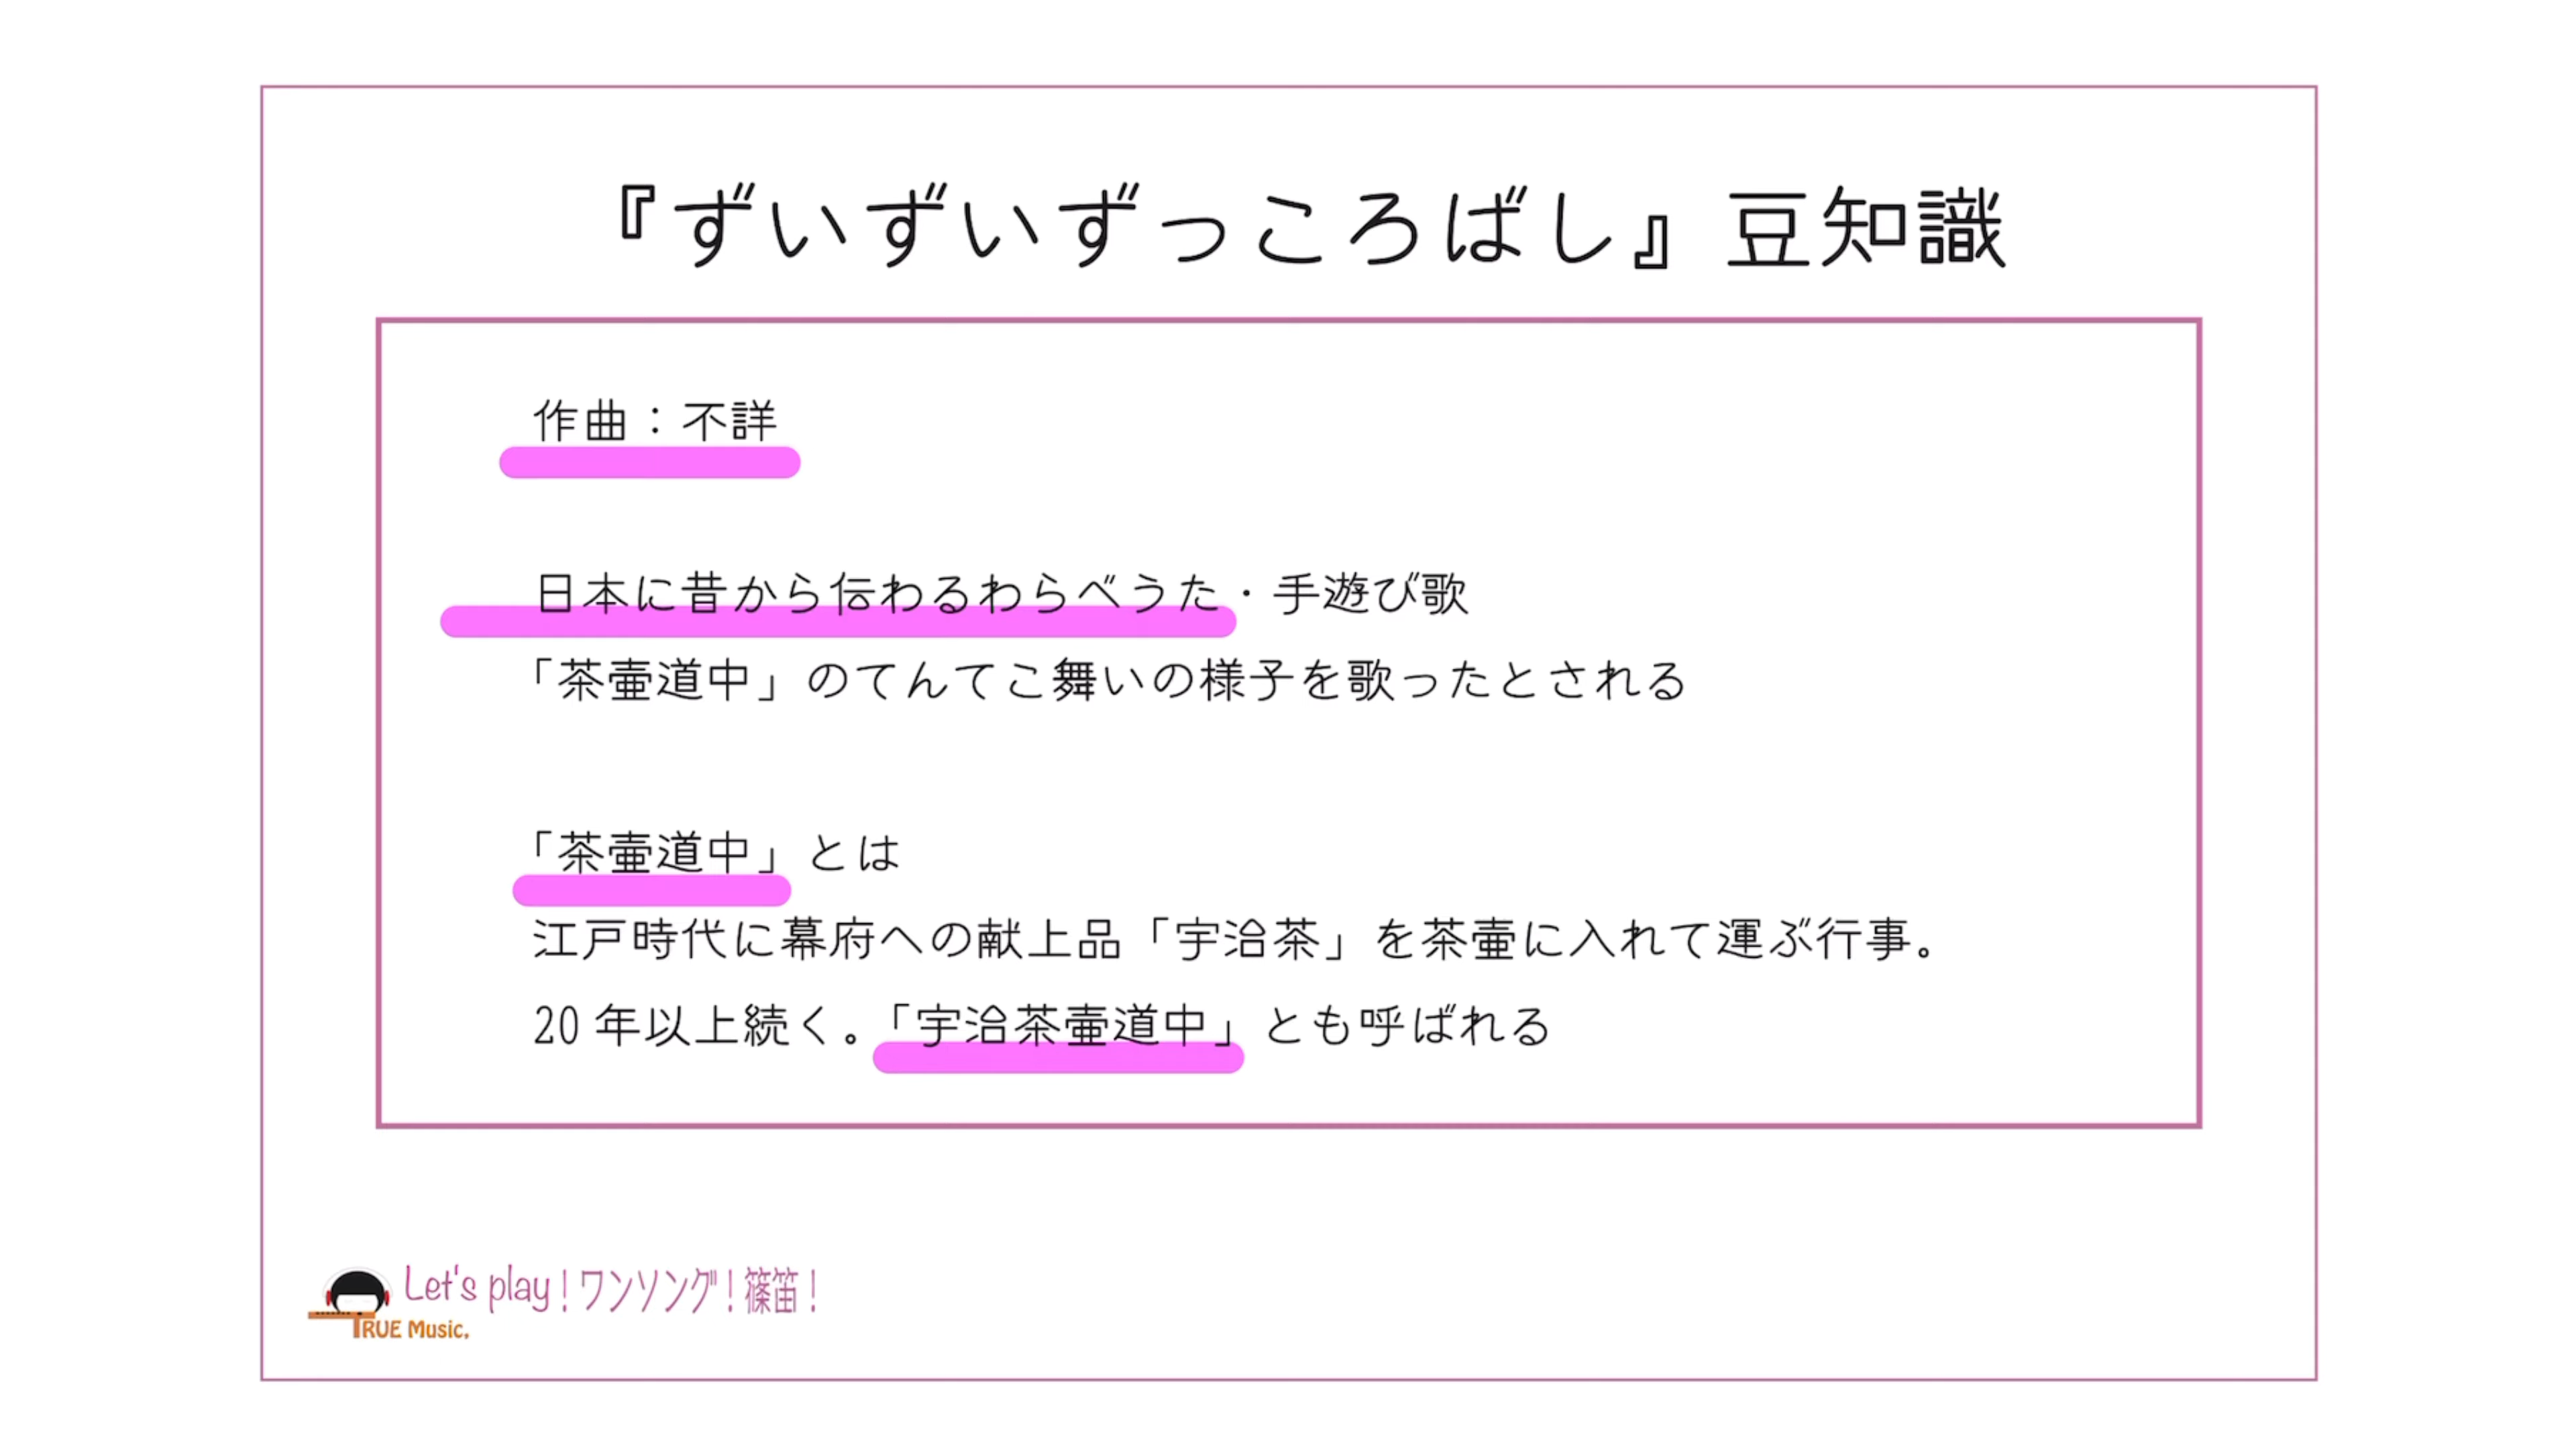 『ずいずいずっころばし』豆知識
作曲：不詳
日本に昔から伝わるわらべうた・手遊び歌
「茶壷道中」のてんてこ舞いの様子を歌ったとされる
「茶壷道中」とは
江戸時代に幕府への献上品「宇治茶」を茶壷に入れて運ぶ行事。
20年以上続く。「宇治茶壷道中」とも呼ばれる
Let's play！ワンソング！篠笛！
TRUE Music,